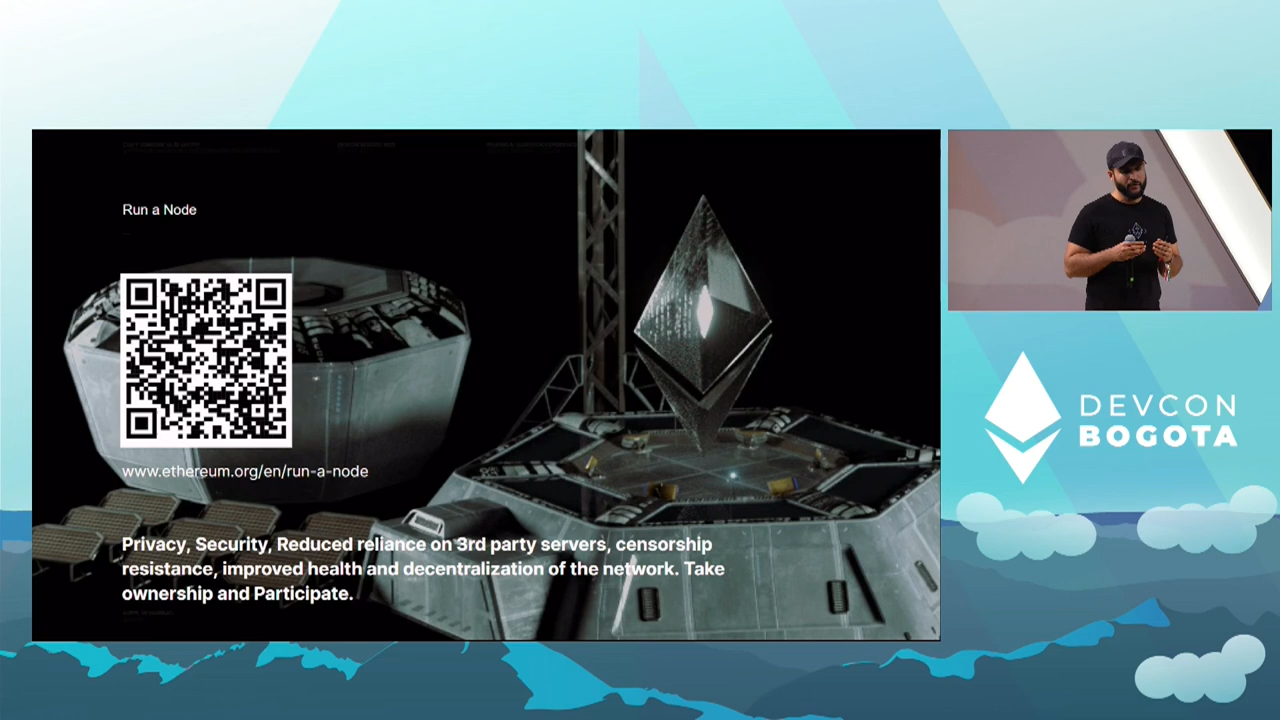 Run a Node
www.ethereum.org/en/run-a-node
Privacy, Security, Reduced reliance on 3rd party servers, censorship
resistance, improved health and decentralization of the network. Take
ownership and Participate.
DEVCON
BOGOTA